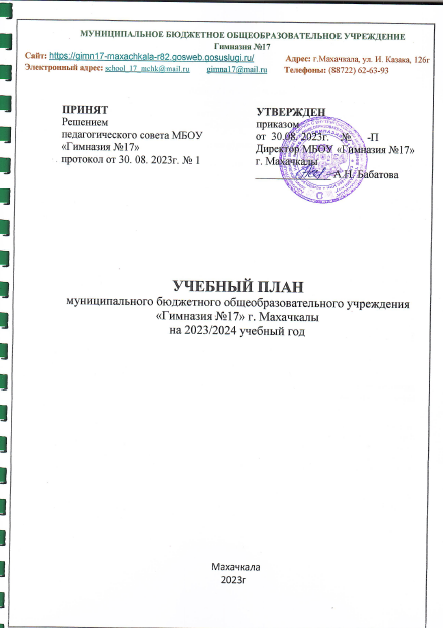 МУНИЦИПАЛЬНОЕ БЮДЖЕТНОЕ ОБЩЕОБРАЗОВАТЕЛЬНОЕ УЧРЕЖДЕНИЕ
Гимназия №17
Сайт: https://gimn17-maxachkala-r82.gosweb.gosuslugi.ru/ Адрес: г.Махачкала, ул. И. Казака, 126г
Электронный адрес: school_17_mchk@mail.ru gimna17@mail.ru Телефоны: (88722) 62-63-93
ПРИНЯТ
Решением
педагогического совета МБОУ
«Гимназия №17»
протокол от 30. 08. 2023г. № 1
УТВЕРЖДЕН
приказом
от 30.08. 2023г. № -П
Директор МБОУ «Гимназия №17»
г. Махачкалы
А.Н. Бабатова
УЧЕБНЫЙ ПЛАН
муниципального бюджетного общеобразовательного учреждения
«Гимназия №17» г. Махачкалы
на 2023/2024 учебный год
Махачкала
2023г